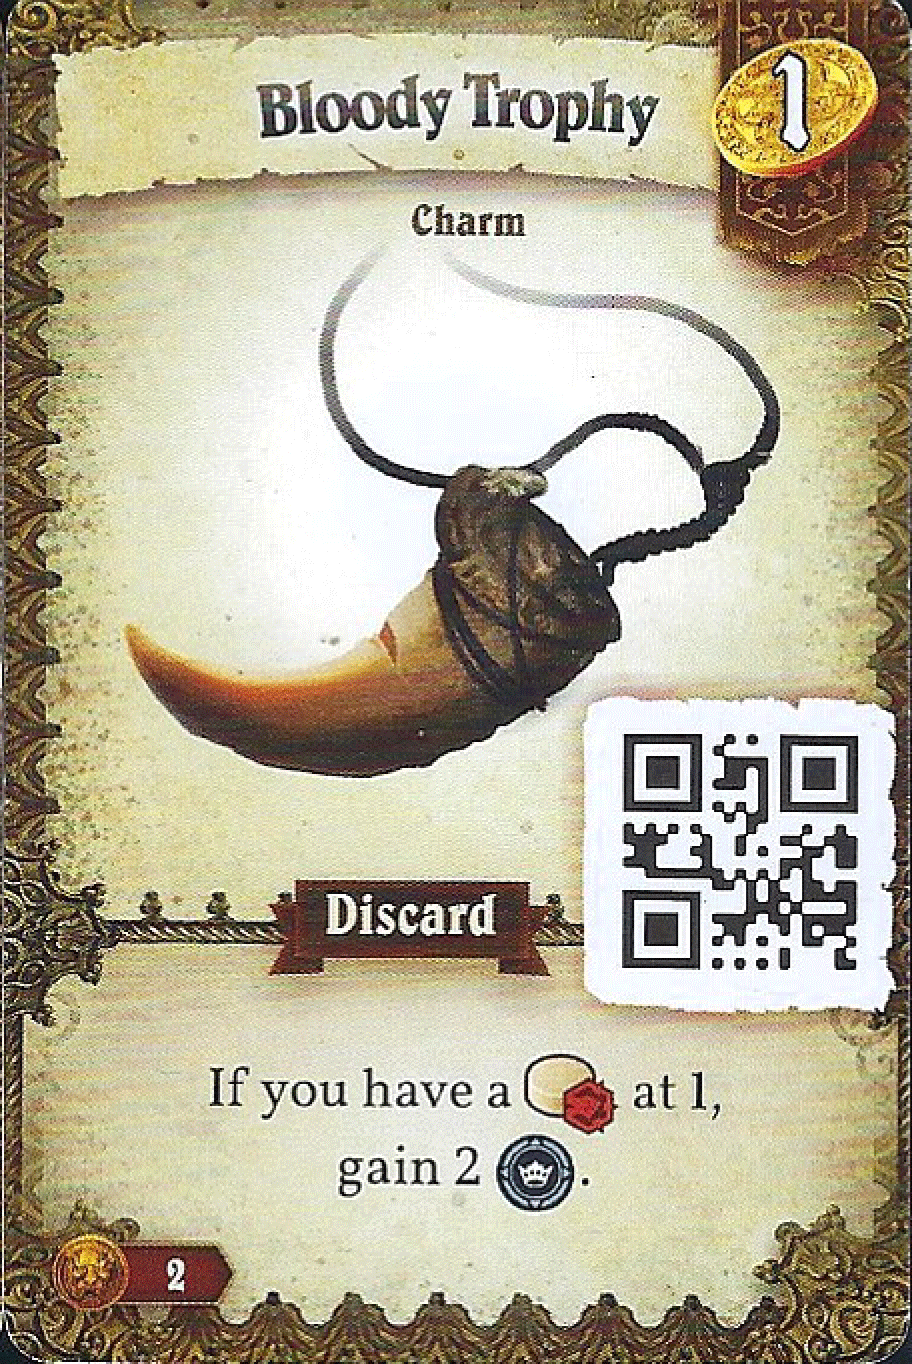 Bloody Trophy
1
Charm
Discard
If you have a at 1,
gain 2 .
2